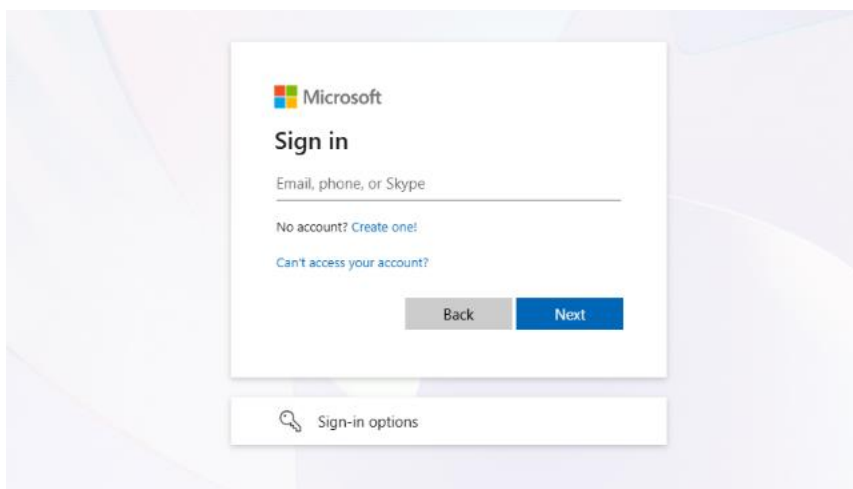 Microsoft
Sign in
Email, phone, or Skype
No account? Create one!
Can't access your account?
Back Next
Sign-in options